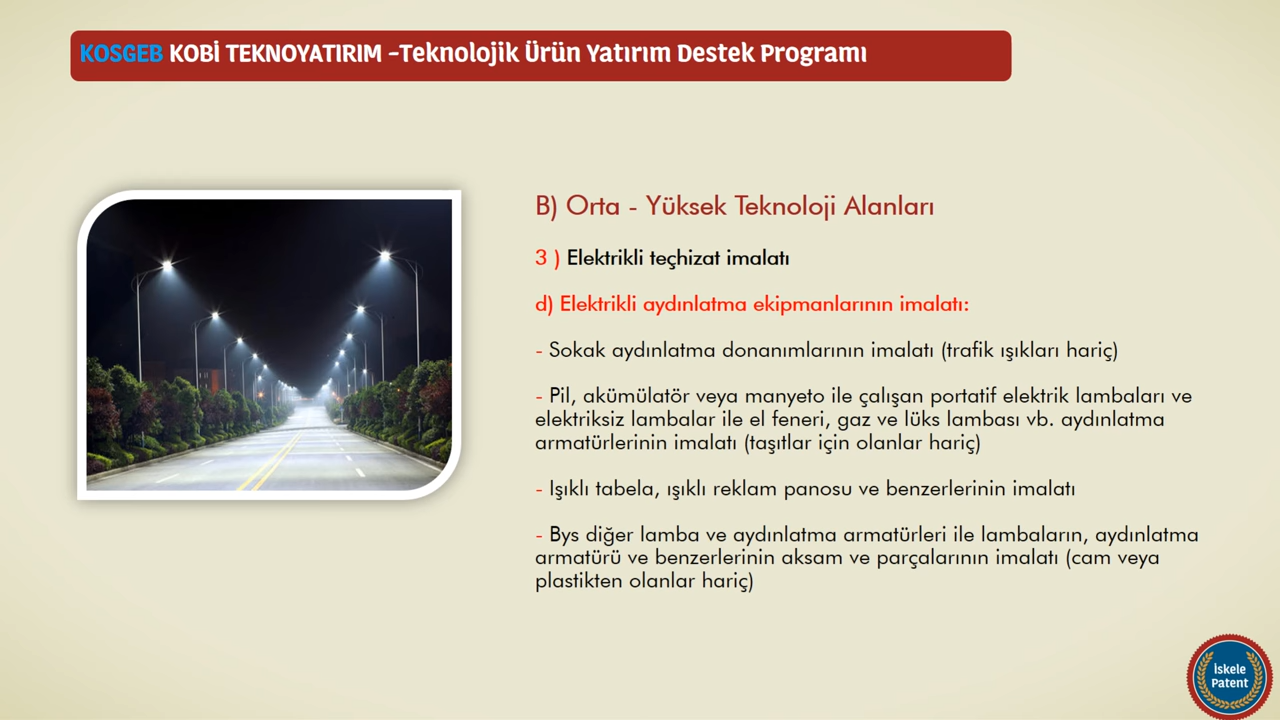 KOSGEB KOBİ TEKNOYATIRIM -Teknolojik Ürün Yatırım Destek Programı
B) Orta - Yüksek Teknoloji Alanları
3 ) Elektrikli teçhizat imalatı
d) Elektrikli aydınlatma ekipmanlarının imalatı:
- Sokak aydınlatma donanımlarının imalatı (trafik ışıkları hariç)
- Pil, akümülatör veya manyeto ile çalışan portatif elektrik lambaları ve
elektriksiz lambalar ile el feneri, gaz ve lüks lambası vb. aydınlatma
armatürlerinin imalatı (taşıtlar için olanlar hariç)
- Işıklı tabela, ışıklı reklam panosu ve benzerlerinin imalatı
- Bys diğer lamba ve aydınlatma armatürleri ile lambaların, aydınlatma
armatürü ve benzerlerinin aksam ve parçalarının imalatı (cam veya
plastikten olanlar hariç)
İskele
Patent